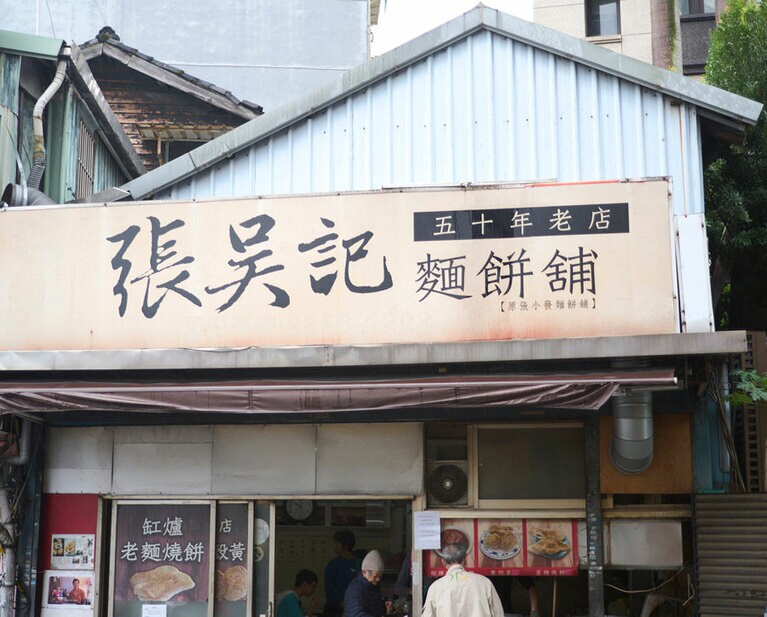 張吳記
五十年老店
麵餅舖
【原張小發麵餅舖】
缸爐
老麵燒餅
店